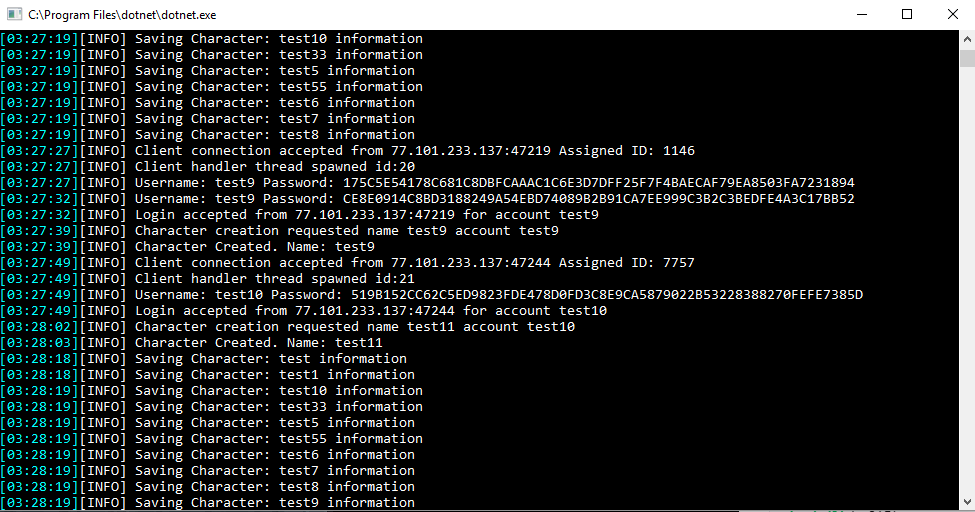 C:\Program Files\dotnet\dotnet.exe
[03:27:19][INFO] Saving Character: test10 information
[03:27:19][INFO] Saving Character: test33 information
[03:27:19][INFO] Saving Character: test5 information
[03:27:19][INFO] Saving Character: test55 information
[03:27:19][INFO] Saving Character: test6 information
[03:27:19][INFO] Saving Character: test7 information
[03:27:19][INFO] Saving Character: test8 information
[03:27:27][INFO] Client connection accepted from 77.101.233.137:47219 Assigned ID: 1146
[03:27:27][INFO] Client handler thread spawned id:20
[03:27:27][INFO] Username: test9 Password: 175C5E54178C681C8DBFCAAAC1C6E3D7DFF25F7F4BAECAF79EA8503FA7231894
[03:27:32][INFO] Username: test9 Password: CE8E0914C8BD3188249A54EBD74089B2B91CA7EE999C3B2C3BEDFE4A3C17BB52
[03:27:32][INFO] Login accepted from 77.101.233.137:47219 for account test9
[03:27:39][INFO] Character creation requested name test9 account test9
[03:27:39][INFO] Character Created. Name: test9
[03:27:49][INFO] Client connection accepted from 77.101.233.137:47244 Assigned ID: 7757
[03:27:49][INFO] Client handler thread spawned id:21
[03:27:49][INFO] Username: test10 Password: 519B152CC62C5ED9823FDE478D0FD3C8E9CA5879022B53228388270FEFE7385D
[03:27:49][INFO] Login accepted from 77.101.233.137:47244 for account test10
[03:28:02][INFO] Character creation requested name test11 account test10
[03:28:03][INFO] Character Created. Name: test11
[03:28:18][INFO] Saving Character: test information
[03:28:18][INFO] Saving Character: test1 information
[03:28:19][INFO] Saving Character: test10 information
[03:28:19][INFO] Saving Character: test33 information
[03:28:19][INFO] Saving Character: test5 information
[03:28:19][INFO] Saving Character: test55 information
[03:28:19][INFO] Saving Character: test6 information
[03:28:19][INFO] Saving Character: test7 information
[03:28:19][INFO] Saving Character: test8 information
[03:28:19][INFO] Saving Character: test9 information